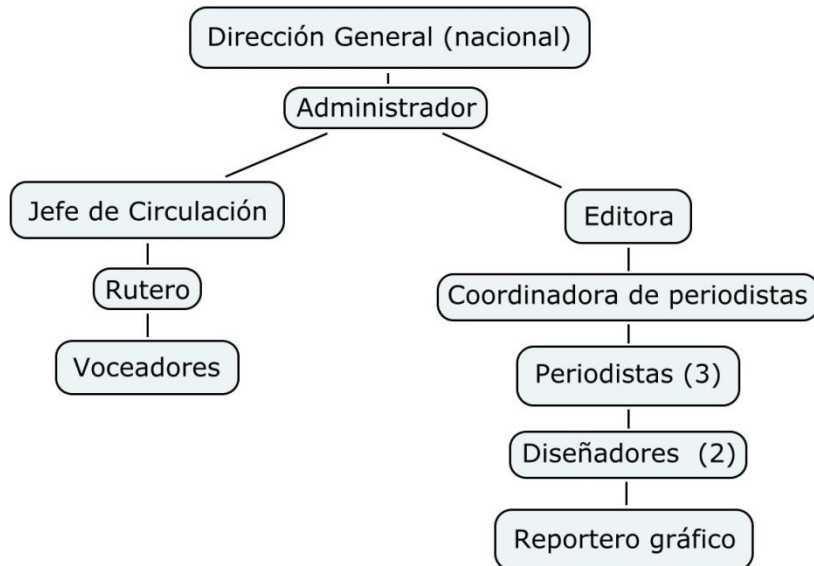 Dirección General (nacional)
Administrador
Jefe de Circulación
Editora
Rutero
Coordinadora de periodistas
Voceadores
Periodistas (3)
Diseñadores (2)
Reportero gráfico